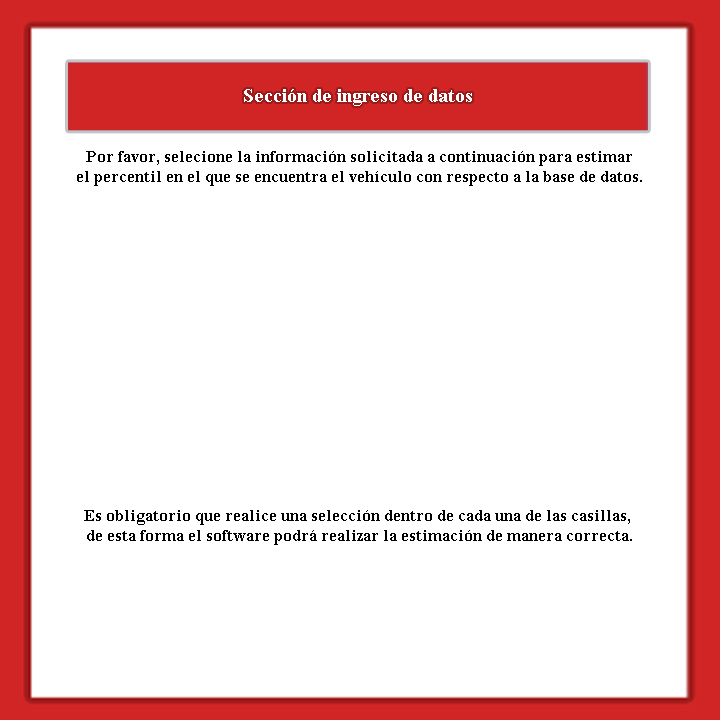 Sección de ingreso de datos
Por favor, selecione la información solicitada a continuación para estimar
el percentil en el que se encuentra el vehículo con respecto a la base de datos.
Es obligatorio que realice una selección dentro de cada una de las casillas,
de esta forma el software podrá realizar la estimación de manera correcta.